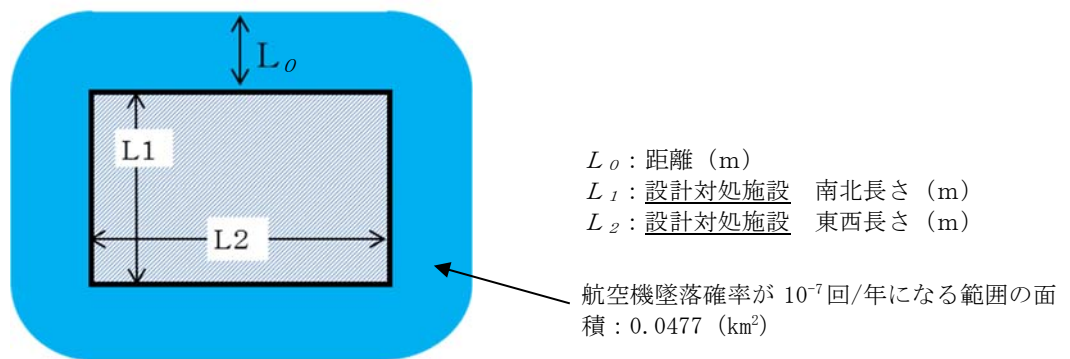 L₀
L1
L2
L₀：距離（m）
L₁：設計対処施設　南北長さ（m）
L₂：設計対処施設　東西長さ（m）
航空機墜落確率が 10⁻⁷回/年になる範囲の面
積：0.0477（km²）